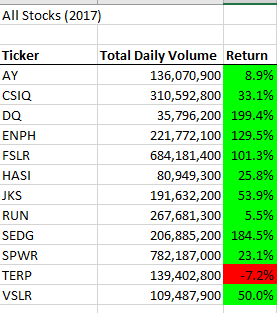 All Stocks (2017)
Ticker Total Daily Volume Return
AY 136,070,900 8.9%
CSIQ 310,592,800 33.1%
DQ 35,796,200 199.4%
ENPH 221,772,100 129.5%
FSLR 684,181,400 101.3%
HASI 80,949,300 25.8%
JKS 191,632,200 53.9%
RUN 267,681,300 5.5%
SEDG 206,885,200 184.5%
SPWR 782,187,000 23.1%
TERP 139,402,800 -7.2%
VSLR 109,487,900 50.0%